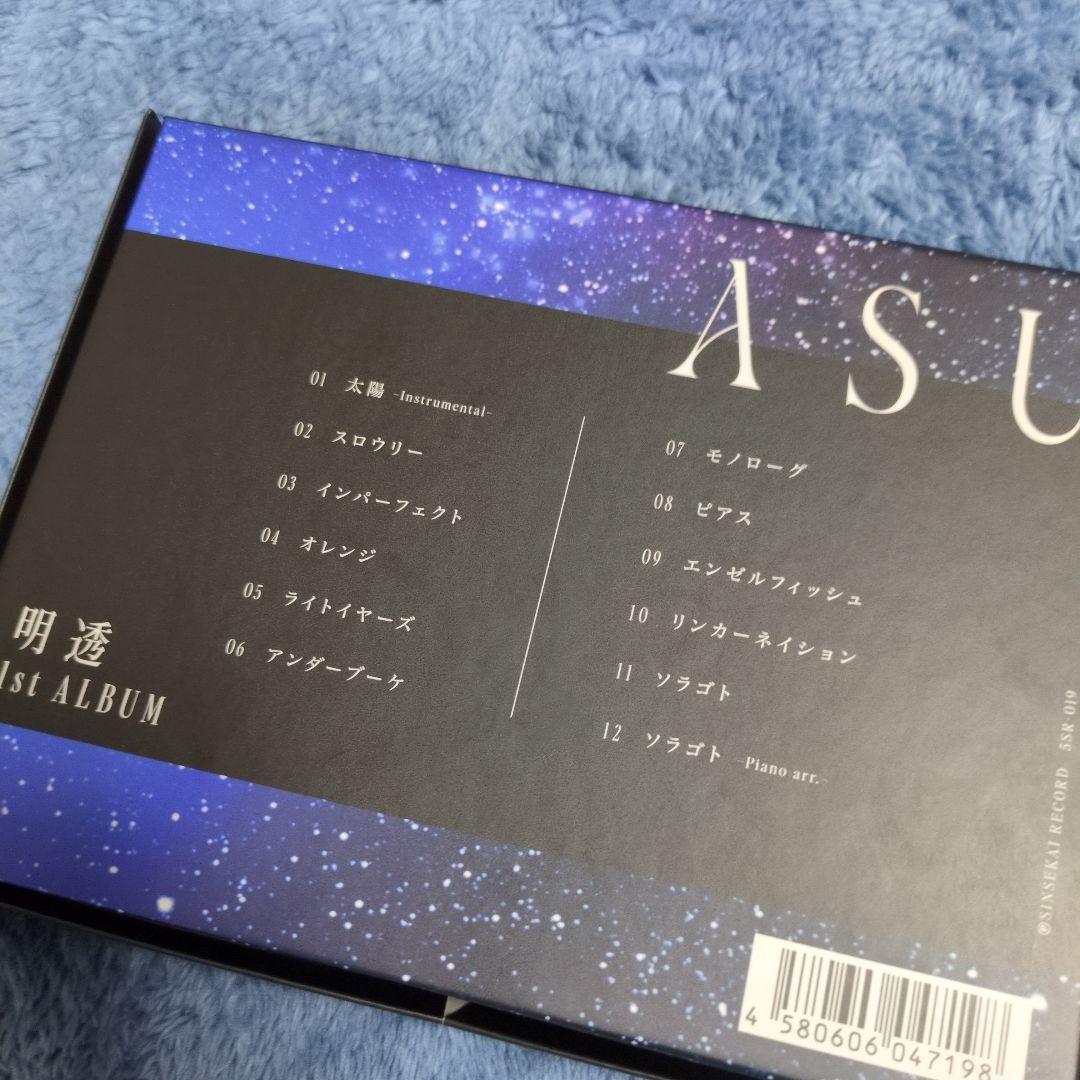 ASU
01 太陽 -Instrumental-
02 スロウリー
03 インパーフェクト
04 オレンジ
05 ライトイヤーズ
06 アンダーブーケ
07 モノローグ
08 ピアス
09 エンゼルフィッシュ
10 リンカーネイション
11 ソラゴト
12 ソラゴト -Piano arr.-
明透
1st ALBUM
℗SINSEKAI RECORD 5SR-019
4 580606 047198